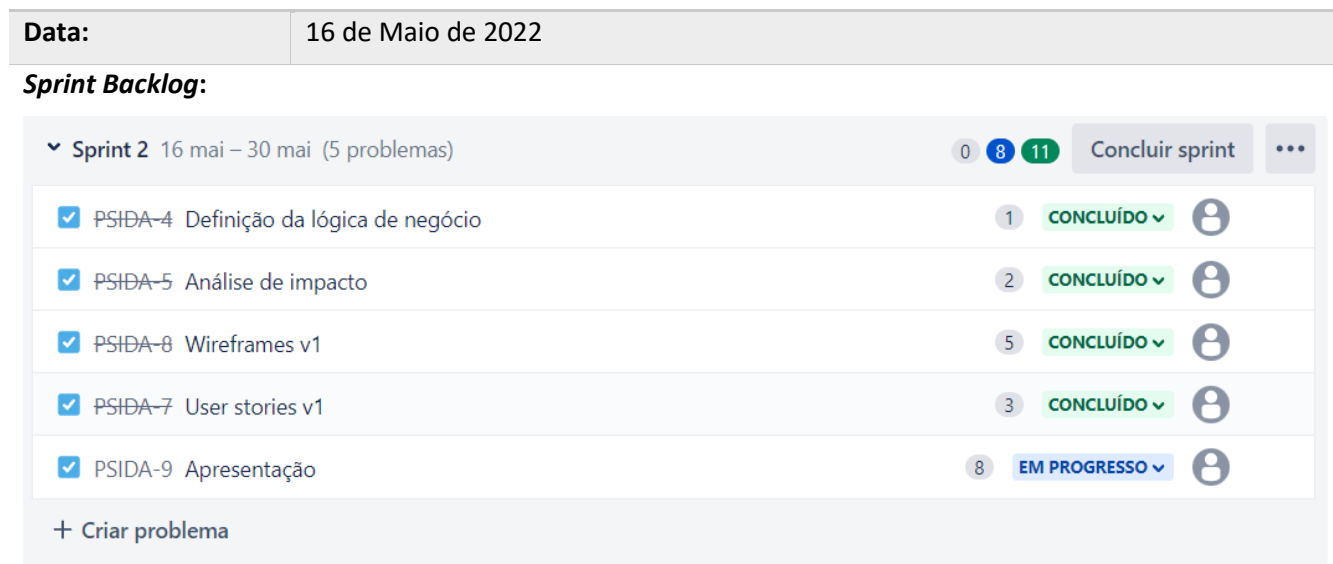 Data: 16 de Maio de 2022
Sprint Backlog:
Sprint 2 16 mai – 30 mai (5 problemas) 0 8 11 Concluir sprint •••
PSIDA-4 Definição da lógica de negócio 1 CONCLUÍDO
PSIDA-5 Análise de impacto 2 CONCLUÍDO
PSIDA-8 Wireframes v1 5 CONCLUÍDO
PSIDA-7 User stories v1 3 CONCLUÍDO
PSIDA-9 Apresentação 8 EM PROGRESSO
+ Criar problema